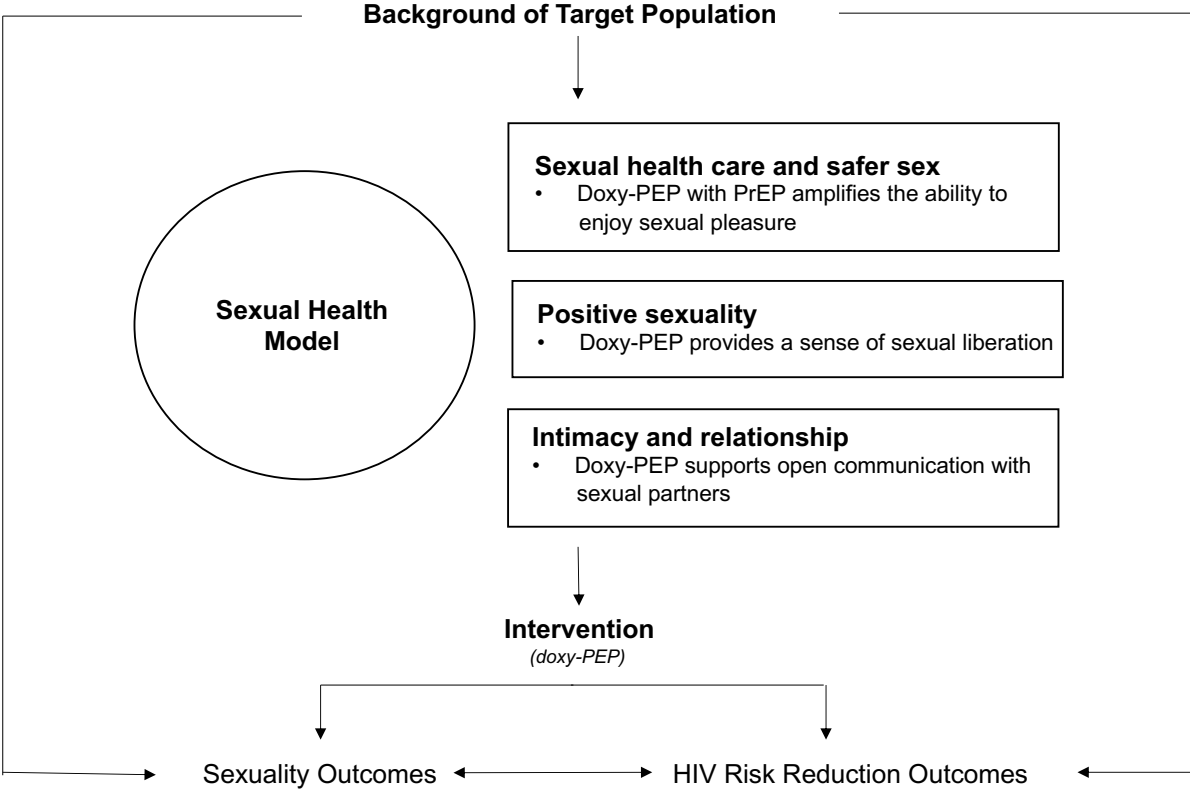 Background of Target Population
Sexual Health
Model
Sexual health care and safer sex
• Doxy-PEP with PrEP amplifies the ability to
enjoy sexual pleasure
Positive sexuality
• Doxy-PEP provides a sense of sexual liberation
Intimacy and relationship
• Doxy-PEP supports open communication with
sexual partners
Intervention
(doxy-PEP)
Sexuality Outcomes
HIV Risk Reduction Outcomes